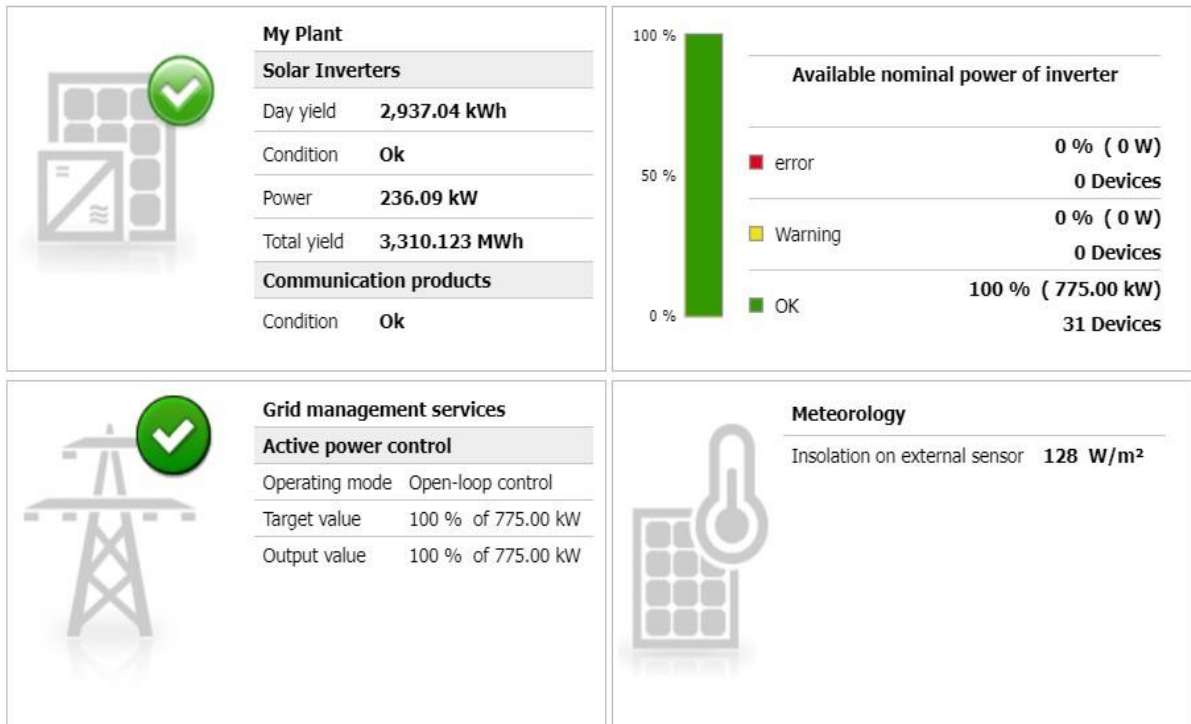 My Plant
Solar Inverters
Day yield 2,937.04 kWh
Condition Ok
Power 236.09 kW
Total yield 3,310.123 MWh
Communication products
Condition Ok
100 %
50 %
0 %
Available nominal power of inverter
error 0 % ( 0 W)
0 Devices
Warning 0 % ( 0 W)
0 Devices
OK 100 % ( 775.00 kW)
31 Devices
Grid management services
Active power control
Operating mode Open-loop control
Target value 100 % of 775.00 kW
Output value 100 % of 775.00 kW
Meteorology
Insolation on external sensor 128 W/m²